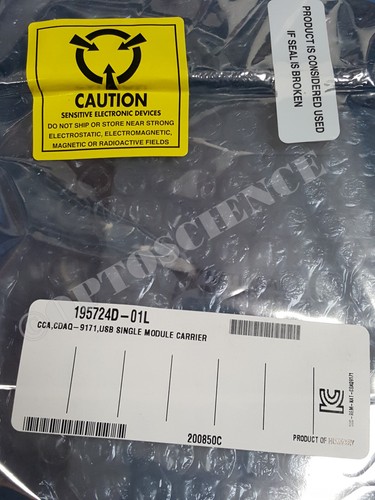 CAUTION
SENSITIVE ELECTRONIC DEVICES
DO NOT SHIP OR STORE NEAR STRONG
ELECTROSTATIC, ELECTROMAGNETIC,
MAGNETIC OR RADIOACTIVE FIELDS
PRODUCT IS CONSIDERED USED
IF SEAL IS BROKEN
OPTOSCIENCE
195724D-01L
CCA,CDAQ-9171,USB SINGLE MODULE CARRIER
200850C
PRODUCT OF HUNGARY